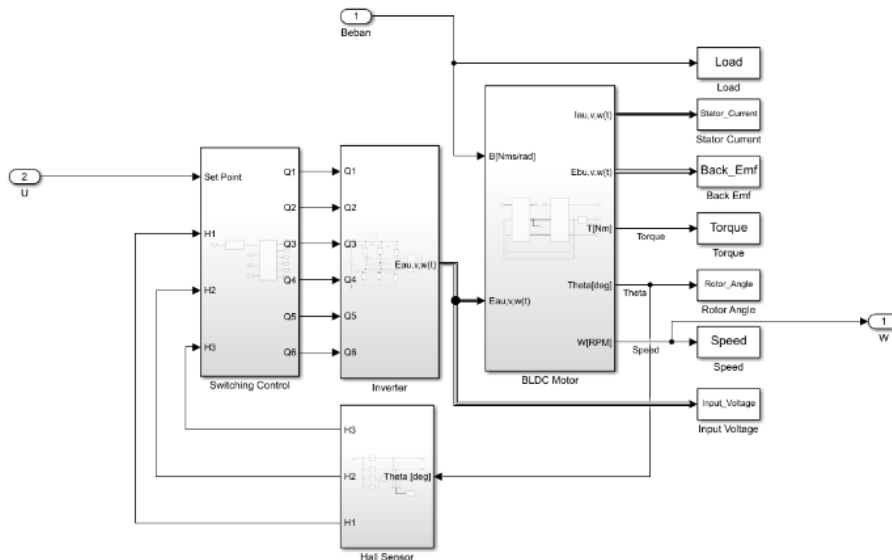 1
Beban
Load
Load
Iau,v,w(t)
Stator_Current
Stator Current
B[Nms/rad]
2
U
Set Point
Q1
Q1
Ebu,v,w(t)
Back_Emf
Back Emf
Q2
Q2
H1
T[Nm]
Torque
Torque
Torque
Q3
Q3
Eau,v,w(t)
H2
Q4
Q4
Theta[deg]
Theta
Rotor_Angle
Rotor Angle
Eau,v,w(t)
Q5
Q5
1
W
H3
Q6
Q6
W[RPM]
Speed
Speed
Speed
Switching Control
Inverter
BLDC Motor
Input_Voltage
Input Voltage
H3
H2
Theta [deg]
H1
Hall Sensor